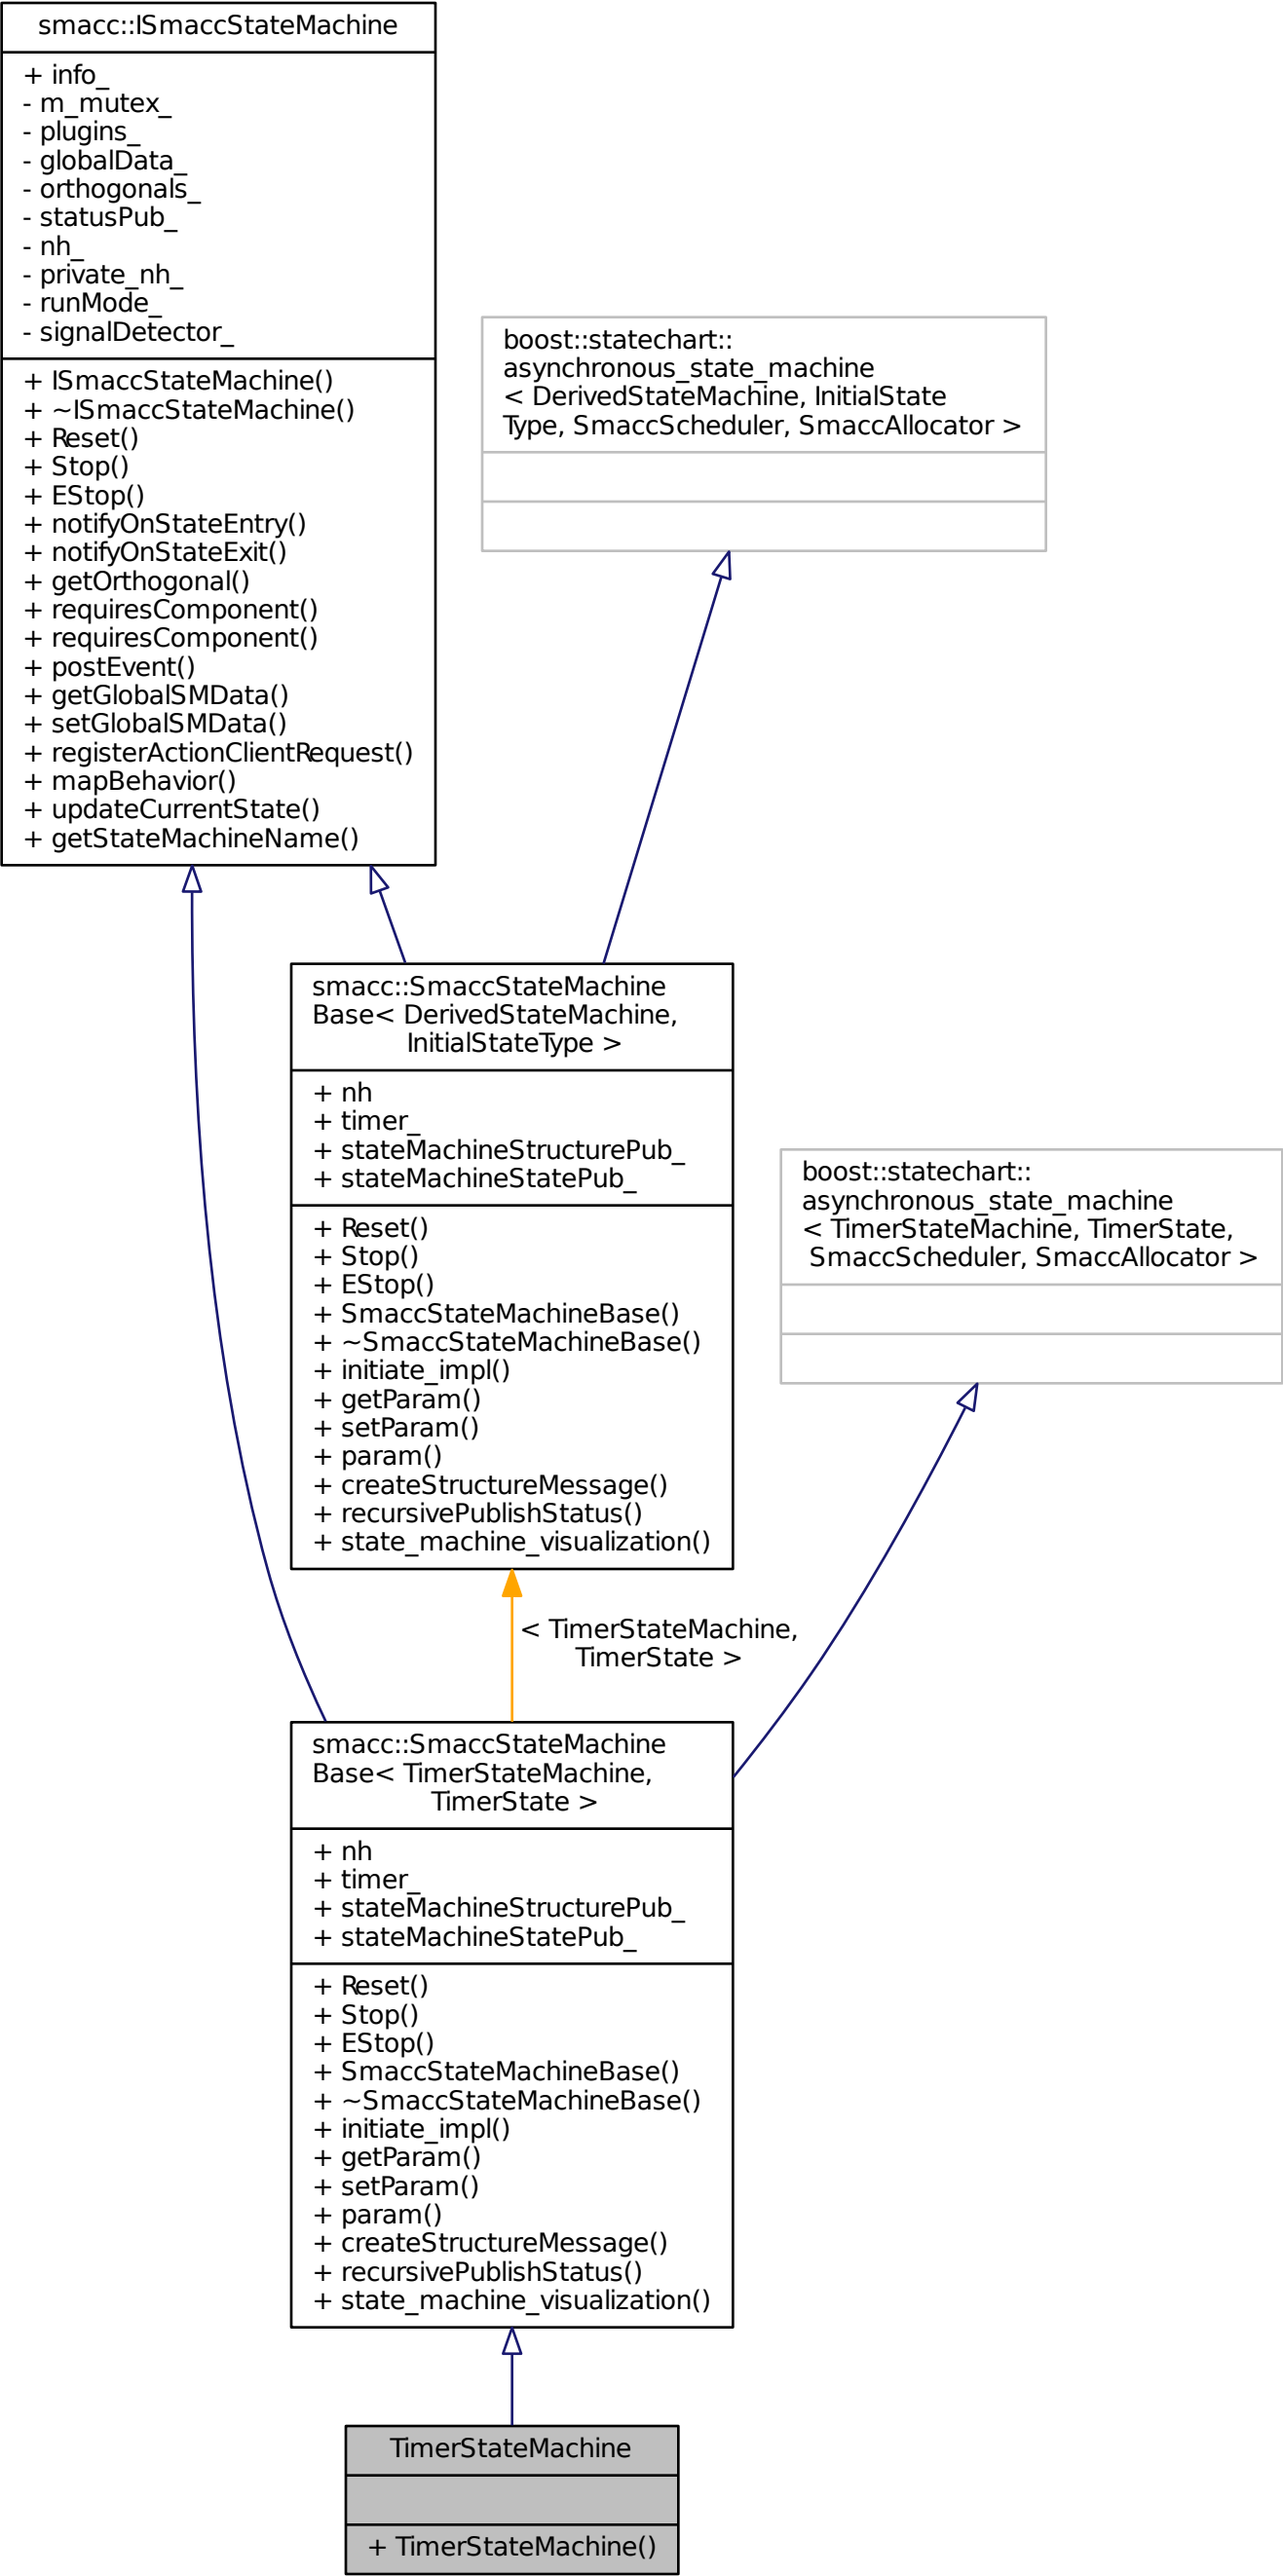 smacc::ISmaccStateMachine
+ info_
- m_mutex_
- plugins_
- globalData_
- orthogonals_
- statusPub_
- nh_
- private_nh_
- runMode_
- signalDetector_
+ ISmaccStateMachine()
+ ~ISmaccStateMachine()
+ Reset()
+ Stop()
+ EStop()
+ notifyOnStateEntry()
+ notifyOnStateExit()
+ getOrthogonal()
+ requiresComponent()
+ requiresComponent()
+ postEvent()
+ getGlobalSMData()
+ setGlobalSMData()
+ registerActionClientRequest()
+ mapBehavior()
+ updateCurrentState()
+ getStateMachineName()
boost::statechart::
asynchronous_state_machine
< DerivedStateMachine, InitialState
Type, SmaccScheduler, SmaccAllocator >
smacc::SmaccStateMachine
Base< DerivedStateMachine,
InitialStateType >
+ nh
+ timer_
+ stateMachineStructurePub_
+ stateMachineStatePub_
+ Reset()
+ Stop()
+ EStop()
+ SmaccStateMachineBase()
+ ~SmaccStateMachineBase()
+ initiate_impl()
+ getParam()
+ setParam()
+ param()
+ createStructureMessage()
+ recursivePublishStatus()
+ state_machine_visualization()
boost::statechart::
asynchronous_state_machine
< TimerStateMachine, TimerState,
SmaccScheduler, SmaccAllocator >
< TimerStateMachine,
TimerState >
smacc::SmaccStateMachine
Base< TimerStateMachine,
TimerState >
+ nh
+ timer_
+ stateMachineStructurePub_
+ stateMachineStatePub_
+ Reset()
+ Stop()
+ EStop()
+ SmaccStateMachineBase()
+ ~SmaccStateMachineBase()
+ initiate_impl()
+ getParam()
+ setParam()
+ param()
+ createStructureMessage()
+ recursivePublishStatus()
+ state_machine_visualization()
TimerStateMachine
+ TimerStateMachine()